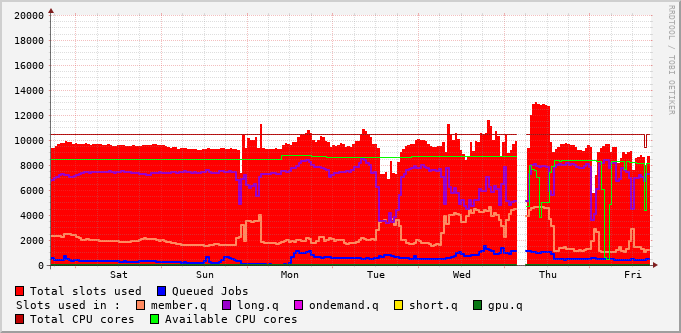 20000
18000
16000
14000
12000
10000
8000
6000
4000
2000
0
Sat Sun Mon Tue Wed Thu Fri
RRDTOOL / TOBI OETIKER
Total slots used Queued Jobs
Slots used in : member.q long.q ondemand.q short.q gpu.q
Total CPU cores Available CPU cores